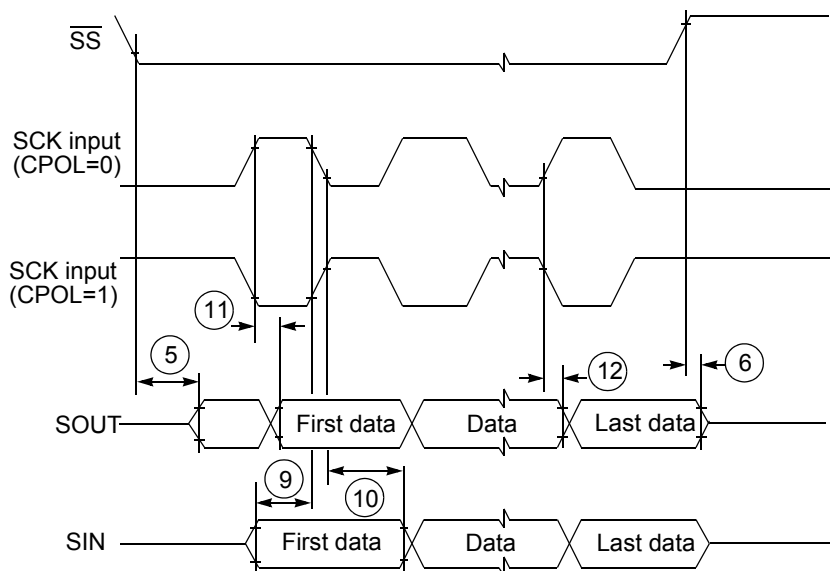 SS
SCK input
(CPOL=0)
SCK input
(CPOL=1)
11
5
12
6
SOUT
First data
Data
Last data
9
10
SIN
First data
Data
Last data